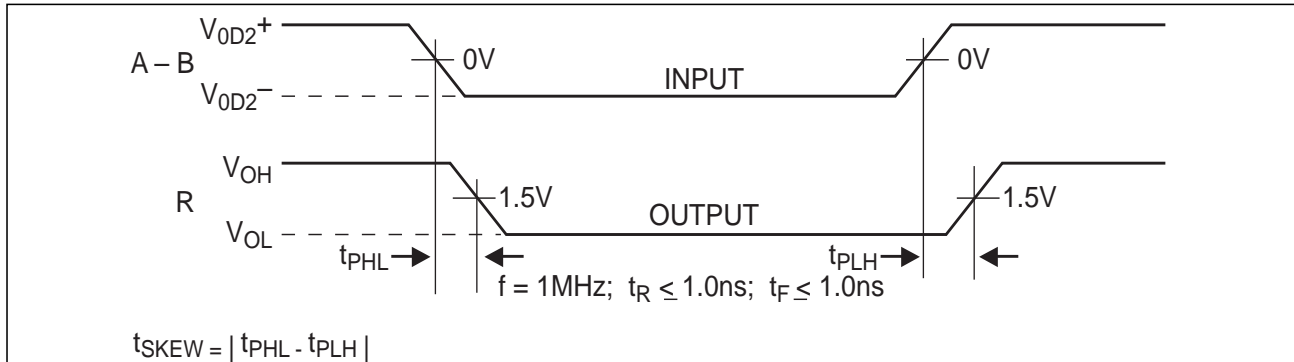 V0D2+
A – B
0V
0V
INPUT
V0D2–
VOH
R
1.5V
1.5V
OUTPUT
VOL
tPHL
tPLH
f = 1MHz; tR ≤ 1.0ns; tF ≤ 1.0ns
tSKEW = | tPHL - tPLH |